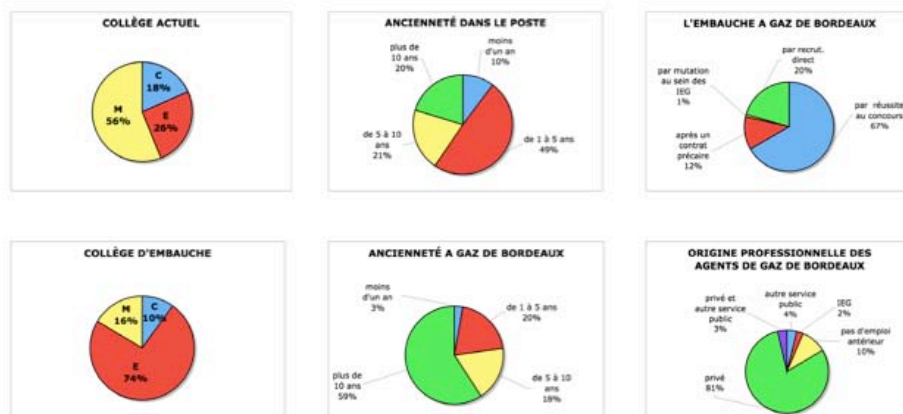 COLLÈGE ACTUEL
C
18%
M
56%
E
26%
ANCIENNETÉ DANS LE POSTE
moins
d'un an
10%
plus de
10 ans
20%
de 5 à 10
ans
21%
de 1 à 5 ans
49%
L'EMBAUCHE A GAZ DE BORDEAUX
par recrut.
direct
20%
par mutation
au sein des
IEG
1%
par réussite
au concours
67%
après un
contrat
précaire
12%
COLLÈGE D'EMBAUCHE
M
16%
C
10%
E
74%
ANCIENNETÉ A GAZ DE BORDEAUX
moins
d'un an
3%
de 1 à 5 ans
20%
plus de
10 ans
59%
de 5 à 10
ans
18%
ORIGINE PROFESSIONNELLE DES
AGENTS DE GAZ DE BORDEAUX
privé et
autre service
public
3%
autre service
public
4%
IEG
2%
pas d'emploi
antérieur
10%
privé
81%